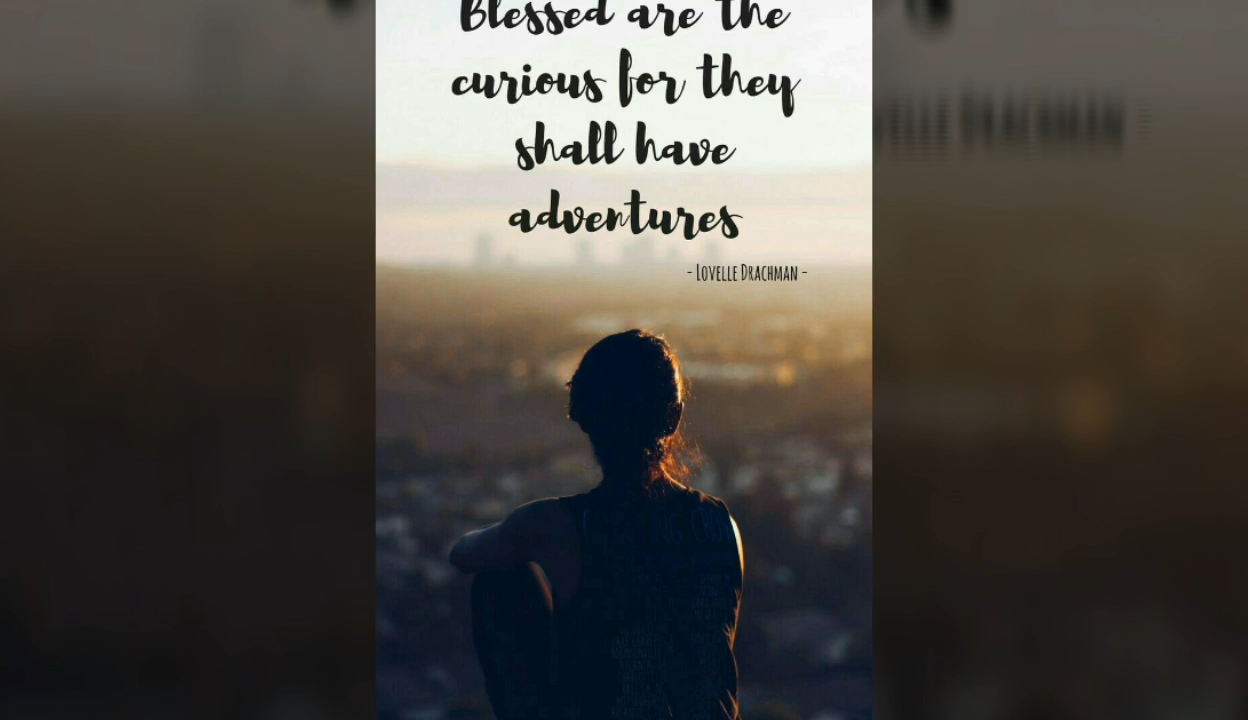 Blessed are the
curious for they
shall have
adventures
- Lovelle Drachman -